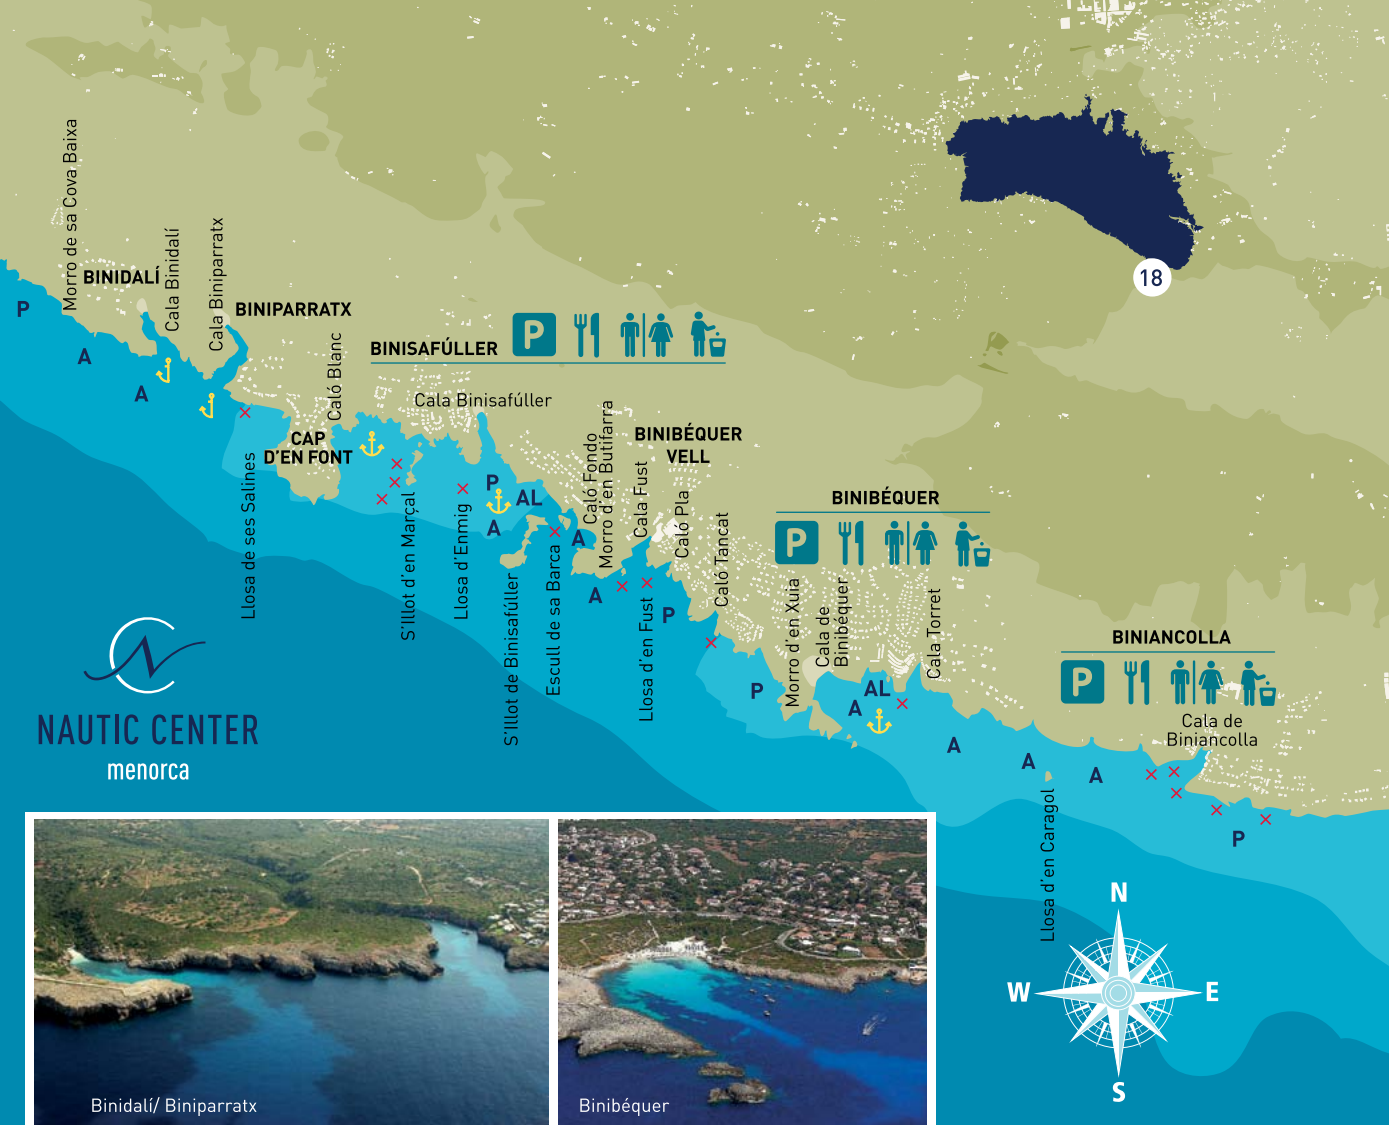 18
Morro de sa Cova Baixa
BINIDALÍ
Cala Binidalí
Cala Biniparratx
BINIPARRATX
P
A
A
Caló Blanc
BINISAFÚLLER
P
Cala Binisafúller
CAP
D'EN FONT
Llosa de ses Salines
S'Illot d'en Marçal
Llosa d'Enmig
P
AL
A
S'Illot de Binisafúller
Escull de sa Barca
A
Caló Fondo
Morro d'en Butifarra
A
Cala Fust
BINIBÉQUER
VELL
Caló Pla
Llosa d'en Fust
P
Caló Tancat
BINIBÉQUER
P
P
Morro d'en Xuia
Cala de
Binibéquer
AL
A
Cala Torret
A
A
A
Llosa d'en Caragol
BINIANCOLLA
P
Cala de
Biniancolla
P
NAUTIC CENTER
menorca
Binidalí/ Biniparratx
Binibéquer
N
W
E
S